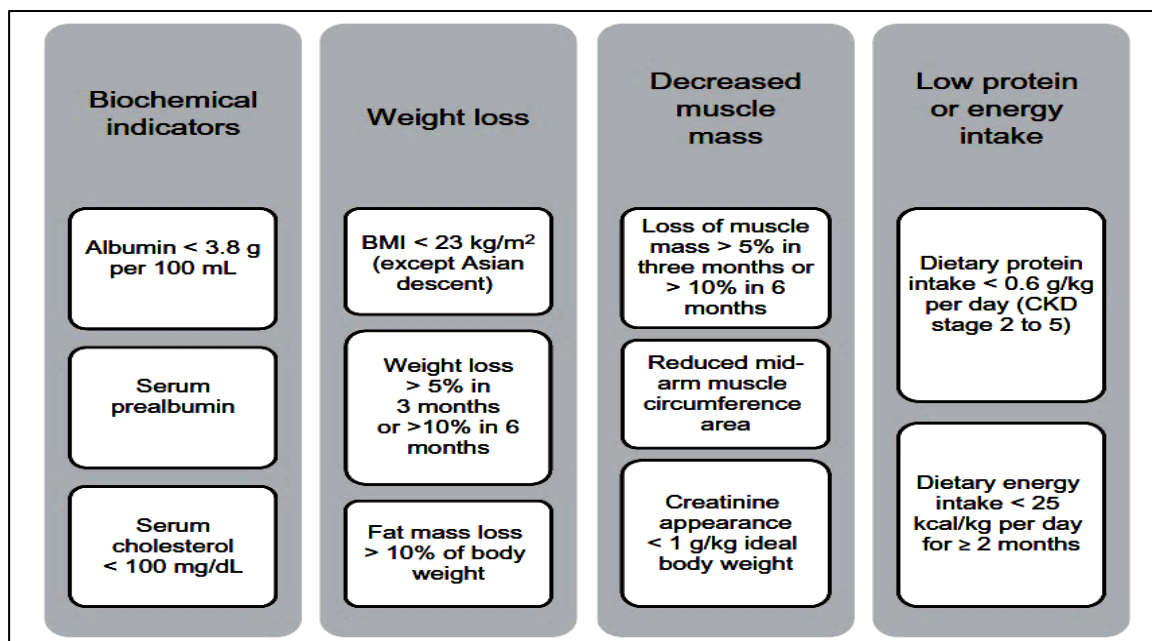 Biochemical
indicators
Albumin < 3.8 g
per 100 mL
Serum
prealbumin
Serum
cholesterol
< 100 mg/dL
Weight loss
BMI < 23 kg/m²
(except Asian
descent)
Weight loss
> 5% in
3 months
or >10% in 6
months
Fat mass loss
> 10% of body
weight
Decreased
muscle
mass
Loss of muscle
mass > 5% in
three months or
> 10% in 6
months
Reduced mid-
arm muscle
circumference
area
Creatinine
appearance
< 1 g/kg ideal
body weight
Low protein
or energy
intake
Dietary protein
intake < 0.6 g/kg
per day (CKD
stage 2 to 5)
Dietary energy
intake < 25
kcal/kg per day
for ≥ 2 months